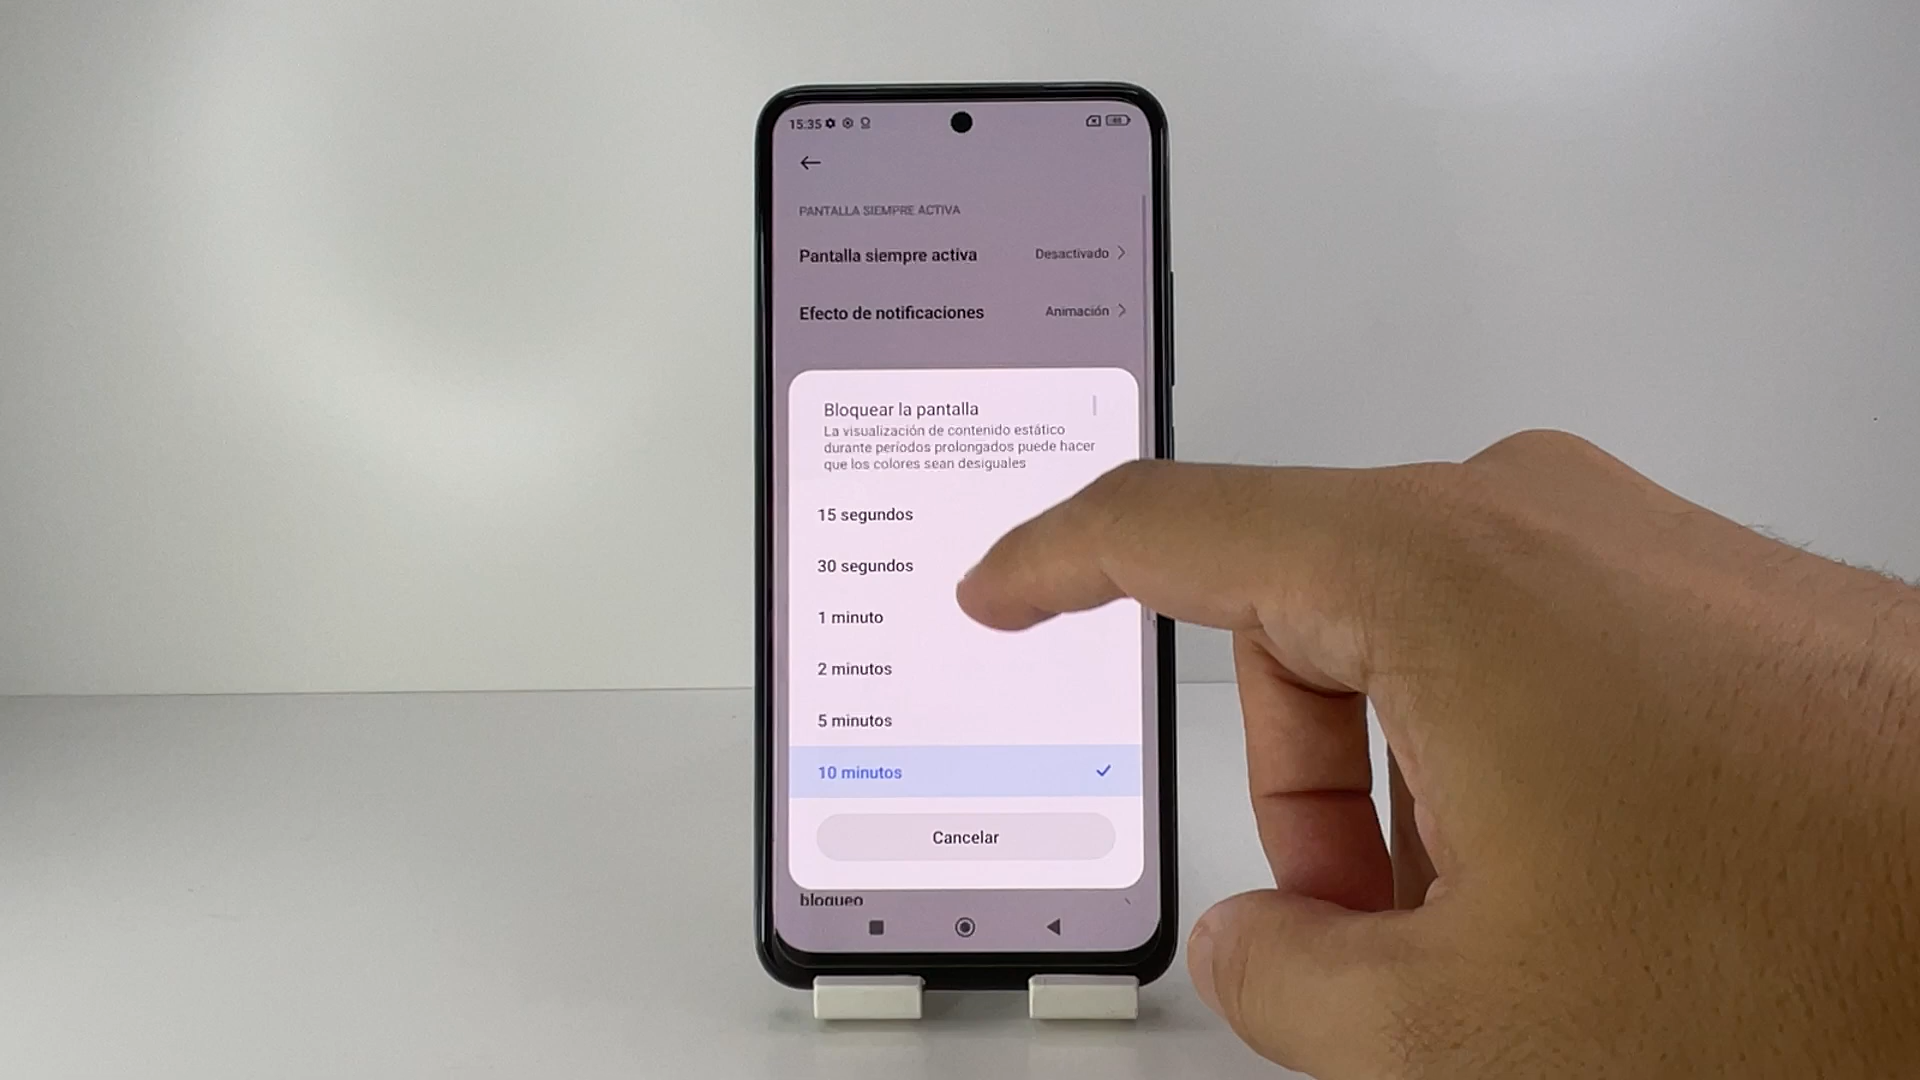 15:35
PANTALLA SIEMPRE ACTIVA
Pantalla siempre activa
Desactivado
Efecto de notificaciones
Animación
Bloquear la pantalla
La visualización de contenido estático
durante períodos prolongados puede hacer
que los colores sean desiguales
15 segundos
30 segundos
1 minuto
2 minutos
5 minutos
10 minutos
Cancelar
bloqueo